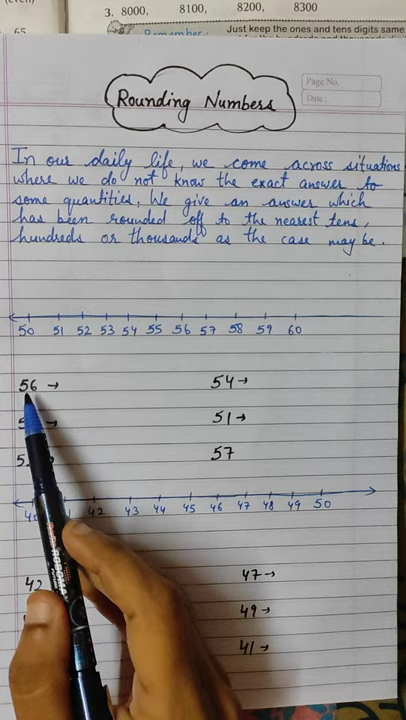 3. 8000, 8100, 8200, 8300
65
Remember: Just keep the ones and tens digits same
Page No.
Date:
Rounding Numbers
In our daily life, we come across situations
where we do not know the exact answer to
some quantities, We give an answer which
has been rounded off to the nearest tens,
hundreds or thousands as the case may be.
50 51 52 53 54 55 56 57 58 59 60
56 → 54 →
51 →
57
42 43 44 45 46 47 48 49 50
42 47 →
49 →
41 →